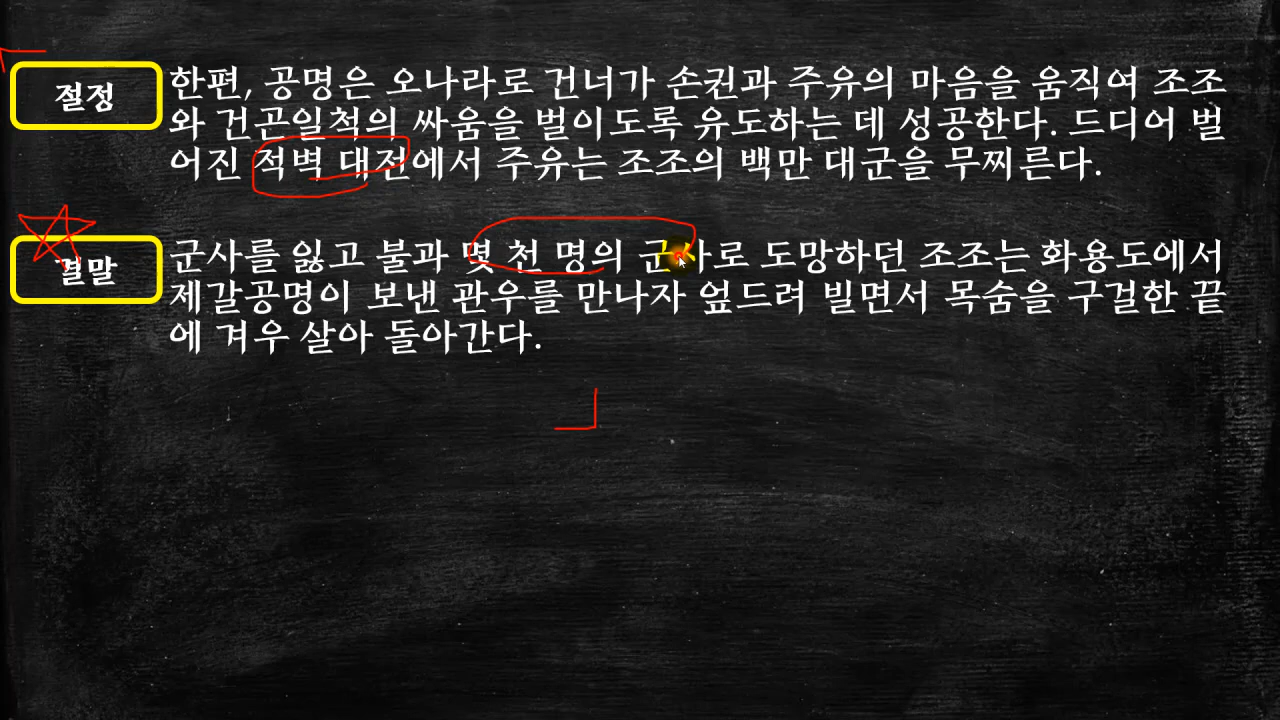 절정
한편, 공명은 오나라로 건너가 손권과 주유의 마음을 움직여 조조
와 건곤일척의 싸움을 벌이도록 유도하는 데 성공한다. 드디어 벌
어진 적벽 대전에서 주유는 조조의 백만 대군을 무찌른다.
결말
군사를 잃고 불과 몇 천 명의 군사로 도망하던 조조는 화용도에서
제갈공명이 보낸 관우를 만나자 엎드려 빌면서 목숨을 구걸한 끝
에 겨우 살아 돌아간다.